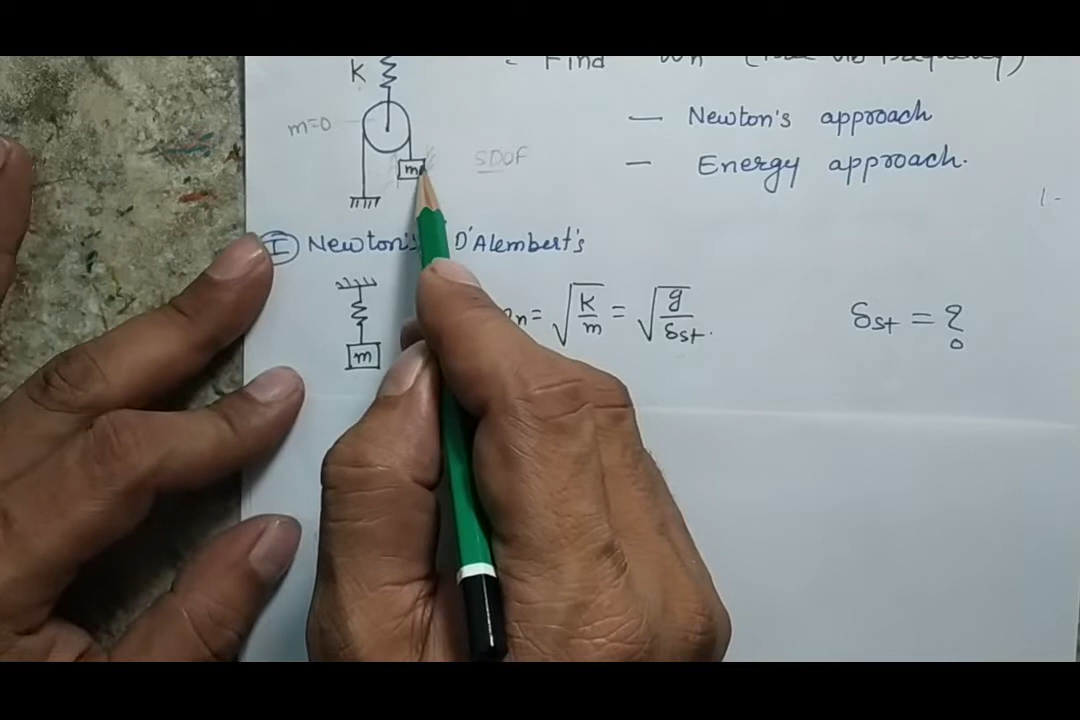 K
Find
m=0
m
SDOF
— Newton's approach
— Energy approach.
I Newton's D'Alembert's
m
n = √(K/m) = √(g/δst).
δst = ?